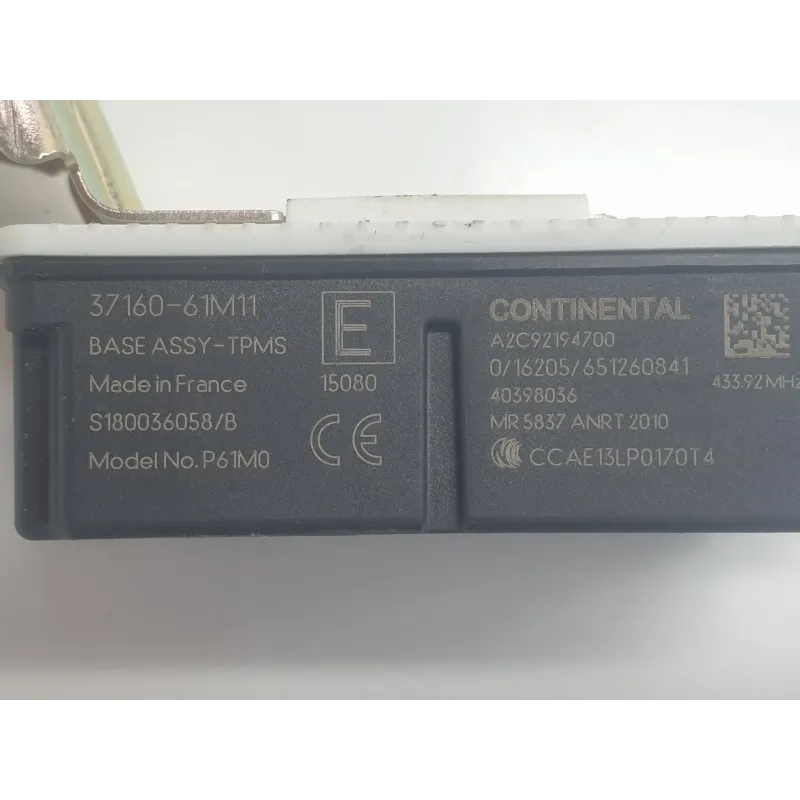 37160-61M11
BASE ASSY-TPMS
Made in France
S180036058/B
Model No. P61M0
E
15080
CE
CONTINENTAL
A2C92194700
0/16205/651260841
40398036
MR 5837 ANRT 2010
CCAE13LP0170T4
433.92MHz